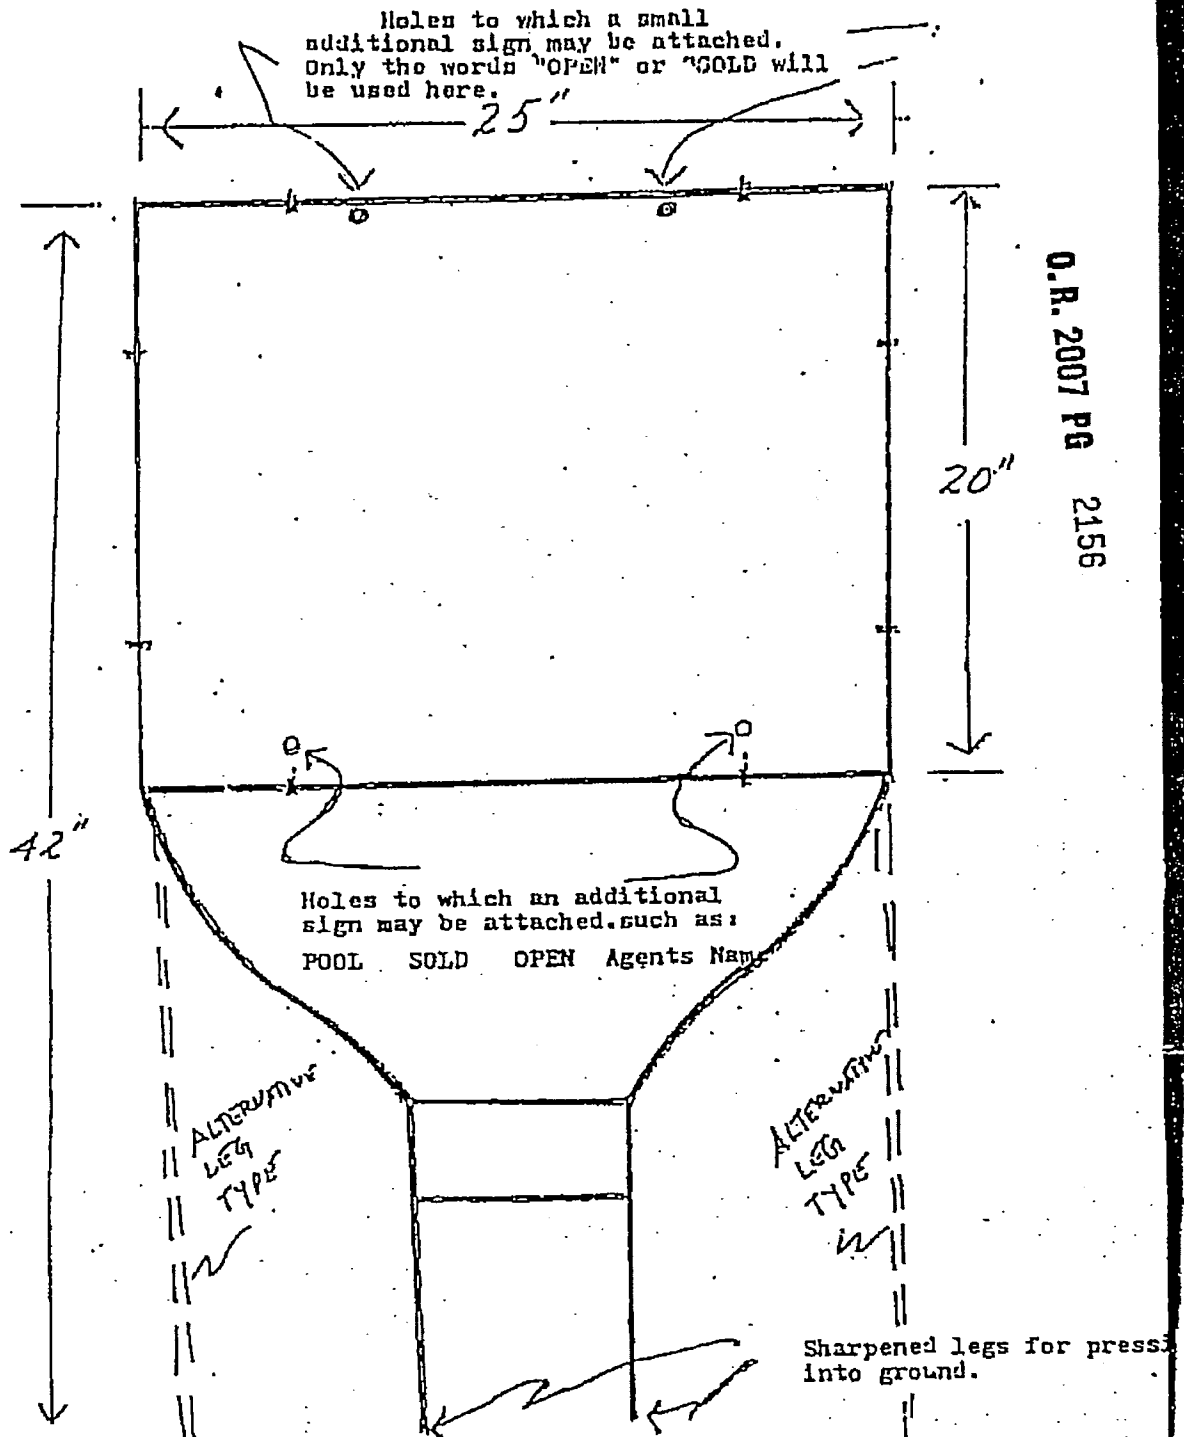 Holes to which a small
additional sign may be attached.
Only the words "OPEN" or "SOLD will
be used here.
25"
O.R. 2007 PG 2156
20"
42"
Holes to which an additional
sign may be attached.such as:
POOL SOLD OPEN Agents Name
ALTERNATIVE
LEG
TYPE
ALTERNATIVE
LEG
TYPE
Sharpened legs for pressi
into ground.